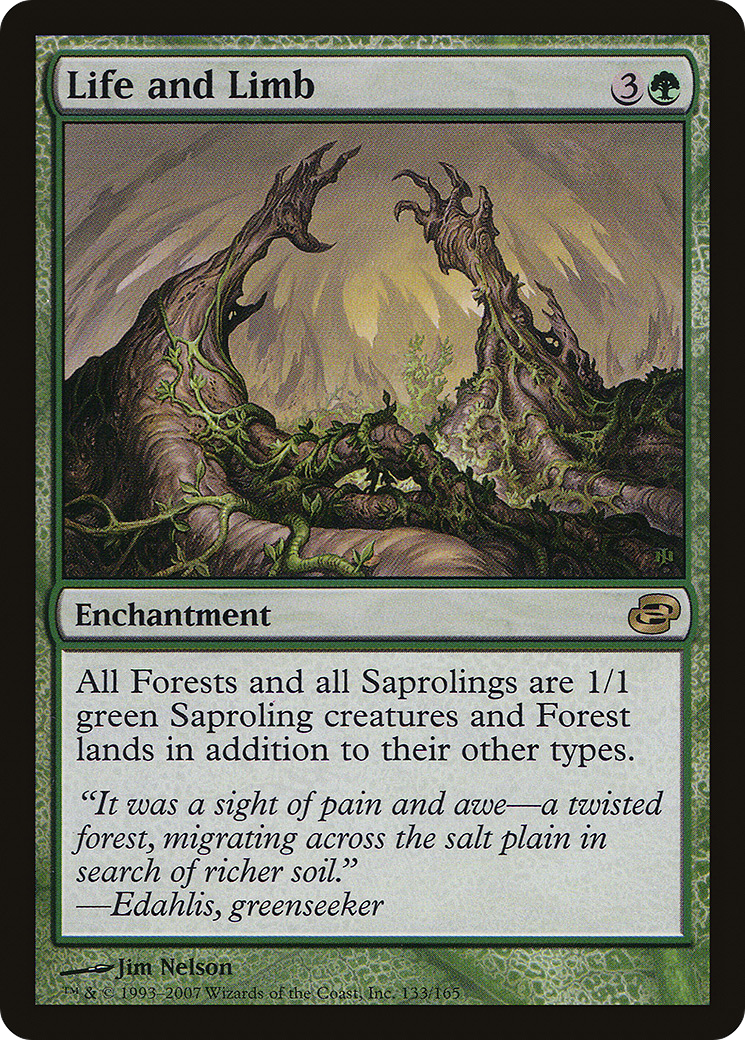 Life and Limb
3
Enchantment
All Forests and all Saprolings are 1/1
green Saproling creatures and Forest
lands in addition to their other types.
“It was a sight of pain and awe—a twisted
forest, migrating across the salt plain in
search of richer soil.”
—Edahlis, greenseeker
Jim Nelson
™ & © 1993–2007 Wizards of the Coast, Inc. 133/165